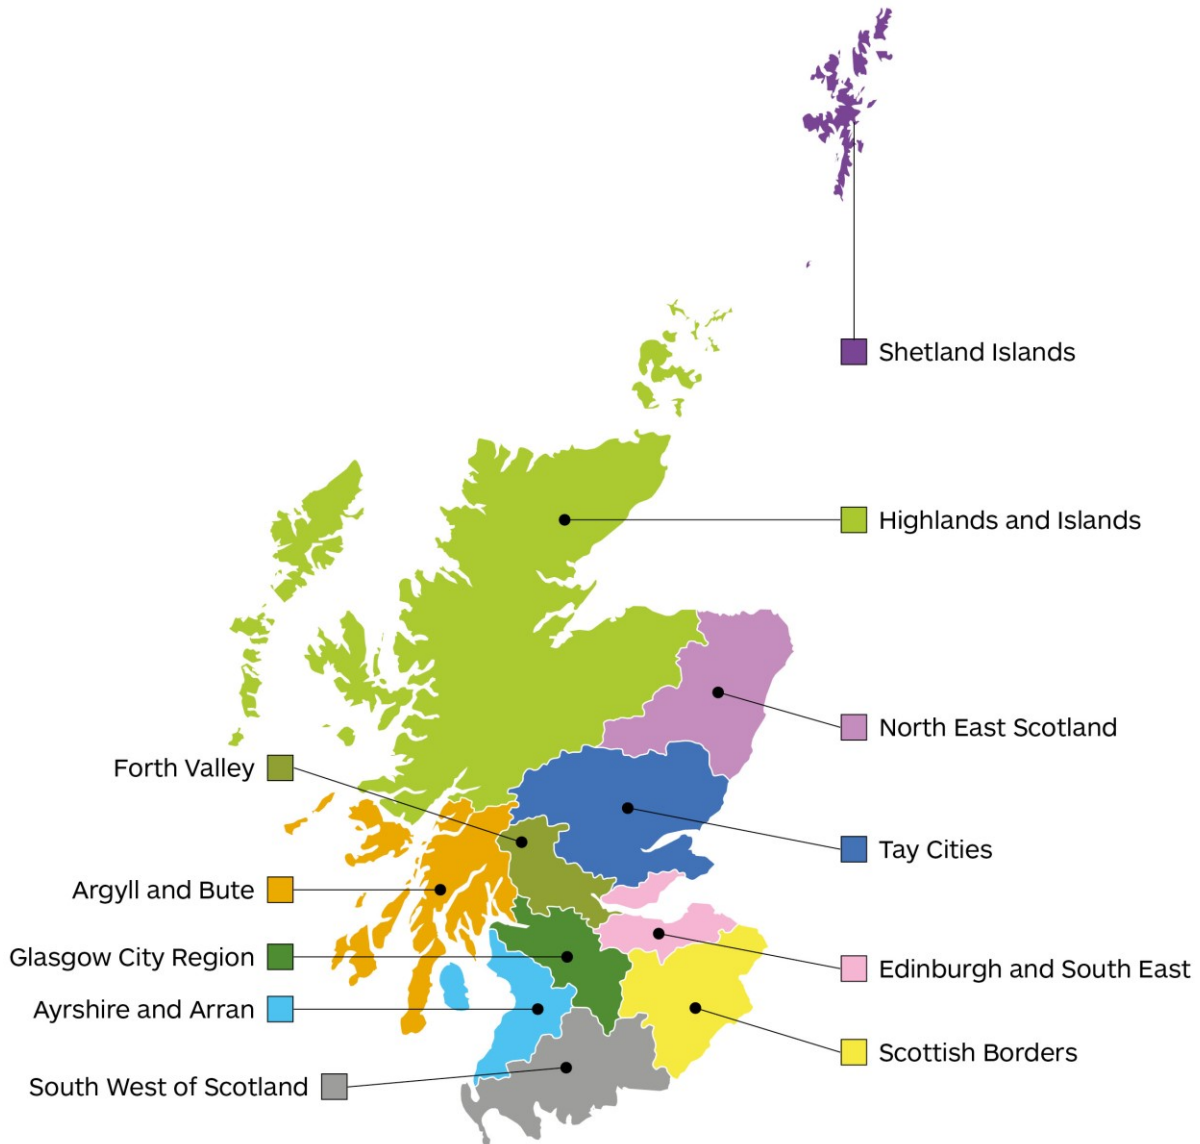 Shetland Islands
Highlands and Islands
North East Scotland
Forth Valley
Tay Cities
Argyll and Bute
Glasgow City Region
Edinburgh and South East
Ayrshire and Arran
Scottish Borders
South West of Scotland